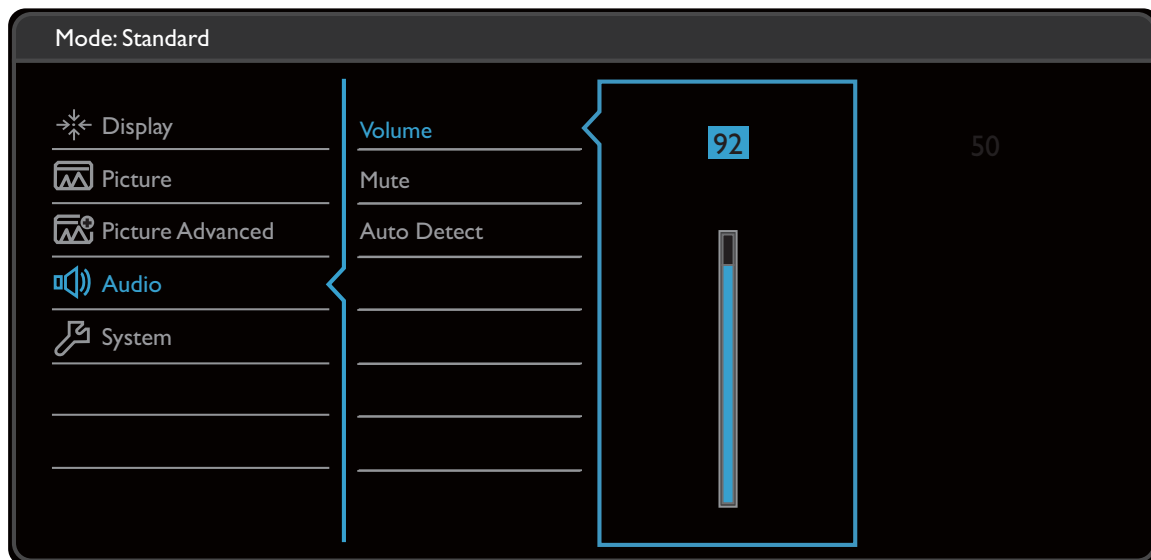 Mode: Standard
Display
Picture
Picture Advanced
Audio
System
Volume
Mute
Auto Detect
92
50